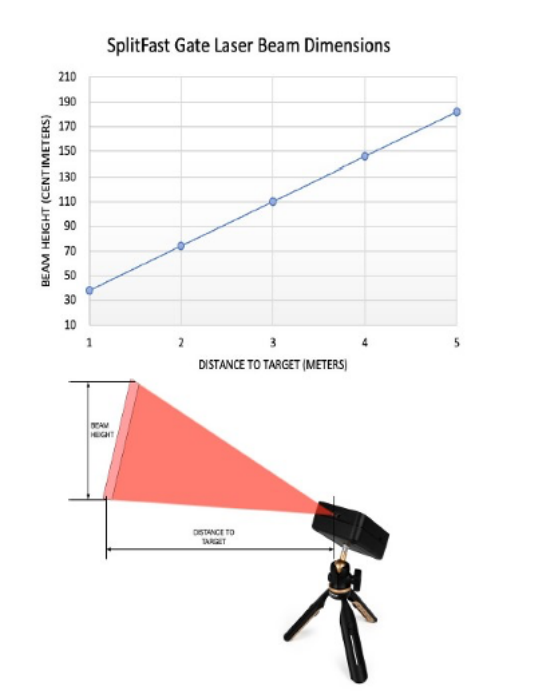 SplitFast Gate Laser Beam Dimensions
210
190
170
150
130
110
90
70
50
30
10
BEAM HEIGHT (CENTIMETERS)
1 2 3 4 5
DISTANCE TO TARGET (METERS)
BEAM
HEIGHT
DISTANCE TO
TARGET